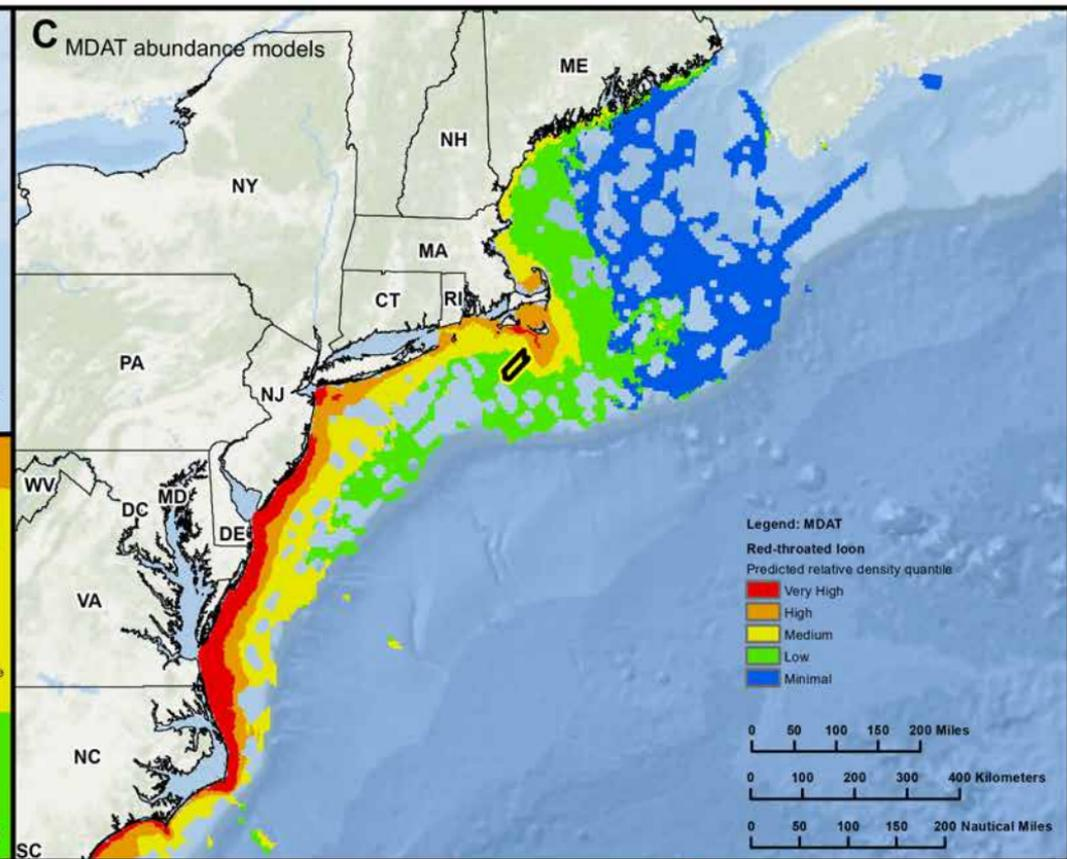 C MDAT abundance models
ME
NH
NY
MA
CT
RI
PA
NJ
WV
MD
DC
DE
VA
NC
SC
Legend: MDAT
Red-throated loon
Predicted relative density quantile
Very High
High
Medium
Low
Minimal
0 50 100 150 200 Miles
0 100 200 300 400 Kilometers
0 50 100 150 200 Nautical Miles